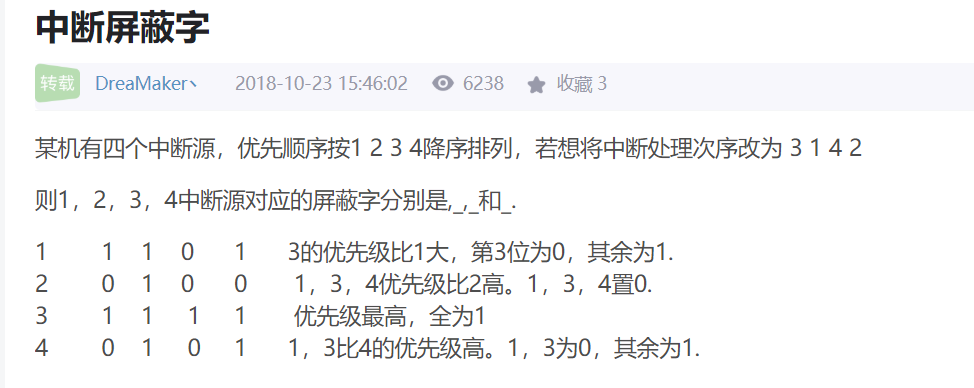 中断屏蔽字
转载 DreaMaker丶 2018-10-23 15:46:02 6238 收藏 3
某机有四个中断源，优先顺序按1 2 3 4降序排列，若想将中断处理次序改为 3 1 4 2
则1，2，3，4中断源对应的屏蔽字分别是,_,_和_.
1 1 1 0 1 3的优先级比1大，第3位为0，其余为1.
2 0 1 0 0 1，3，4优先级比2高。1，3，4置0.
3 1 1 1 1 优先级最高，全为1
4 0 1 0 1 1，3比4的优先级高。1，3为0，其余为1.